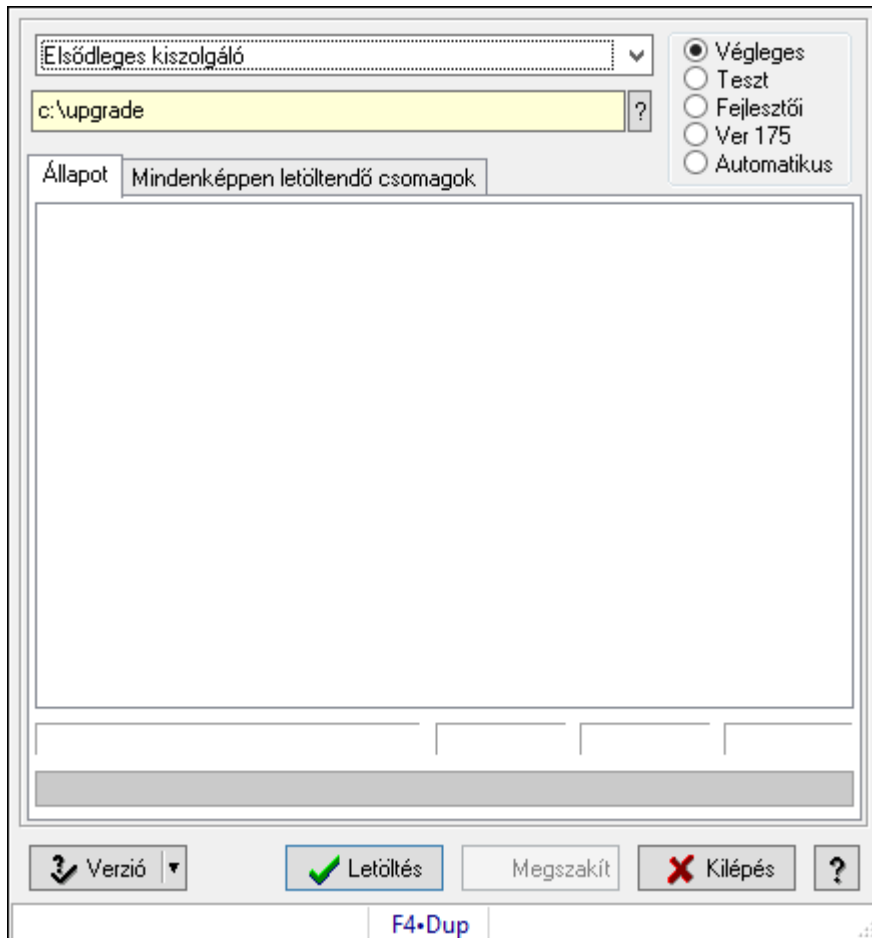 Elsődleges kiszolgáló
c:\upgrade
?
Végleges
Teszt
Fejlesztői
Ver 175
Automatikus
Állapot
Mindenképpen letöltendő csomagok
Verzió
Letöltés
Megszakít
Kilépés
?
F4•Dup